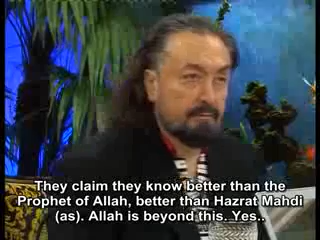 They claim they know better than the
Prophet of Allah, better than Hazrat Mahdi
(as). Allah is beyond this. Yes..